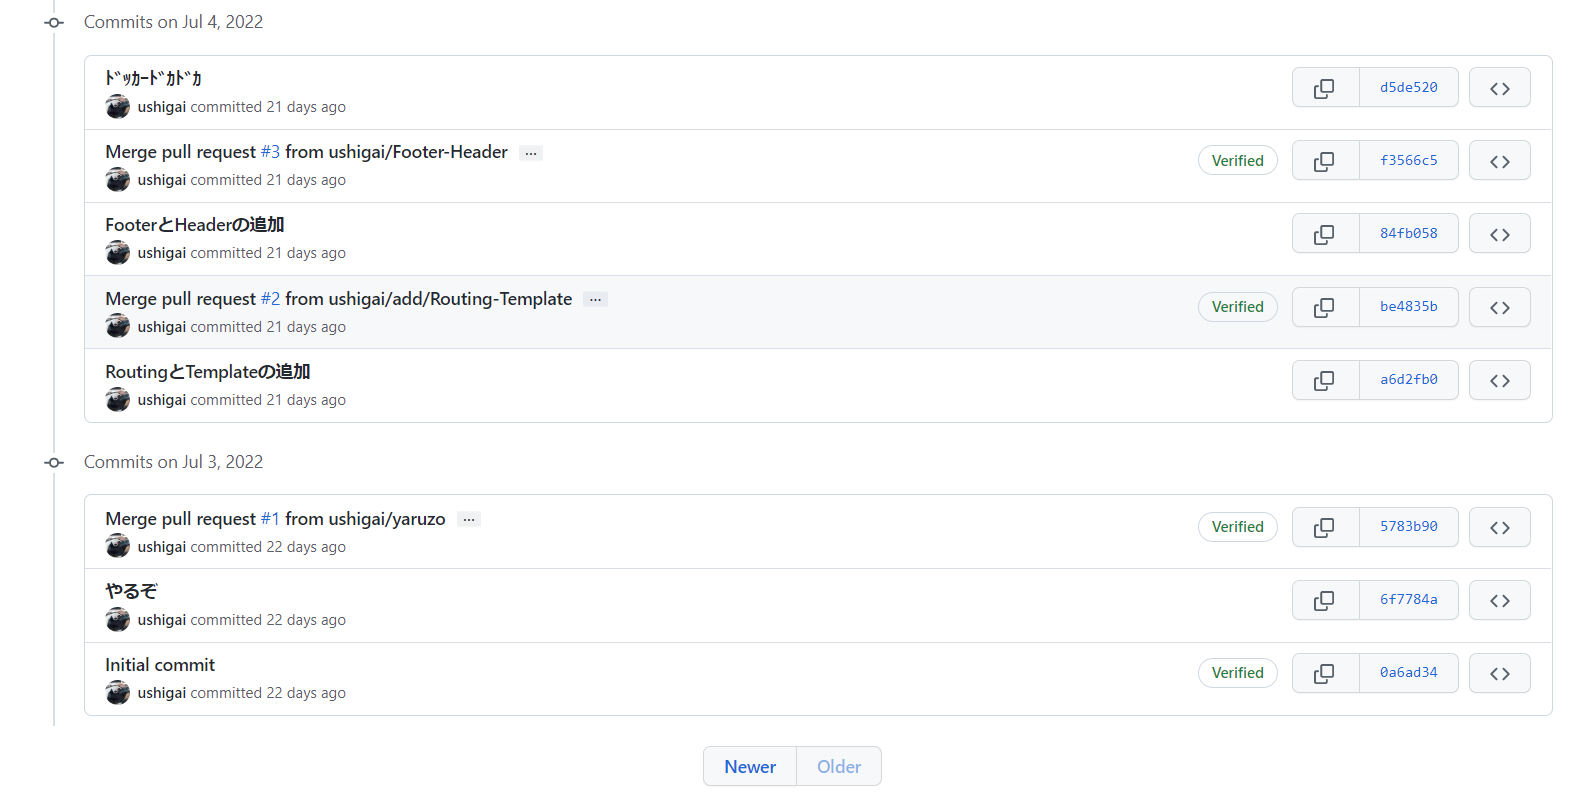 Commits on Jul 4, 2022
ﾄﾞｯｶｰﾄﾞｶﾄﾞｶ
ushigai committed 21 days ago
d5de520
Merge pull request #3 from ushigai/Footer-Header ...
ushigai committed 21 days ago
Verified
f3566c5
FooterとHeaderの追加
ushigai committed 21 days ago
84fb058
Merge pull request #2 from ushigai/add/Routing-Template ...
ushigai committed 21 days ago
Verified
be4835b
RoutingとTemplateの追加
ushigai committed 21 days ago
a6d2fb0
Commits on Jul 3, 2022
Merge pull request #1 from ushigai/yaruzo ...
ushigai committed 22 days ago
Verified
5783b90
やるぞ
ushigai committed 22 days ago
6f7784a
Initial commit
ushigai committed 22 days ago
Verified
0a6ad34
Newer
Older